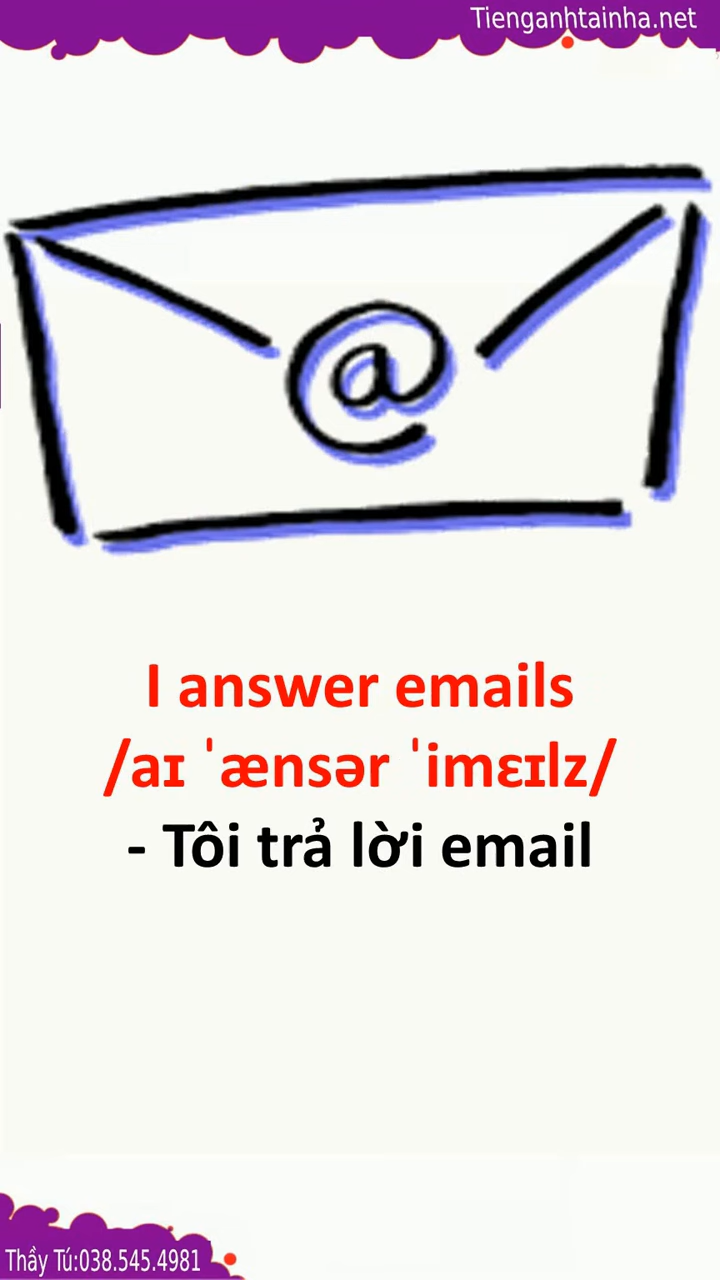 Tienganhtainha.net
@
I answer emails
/aɪ ˈænsər ˈimɛɪlz/
- Tôi trả lời email
Thầy Tú:038.545.4981